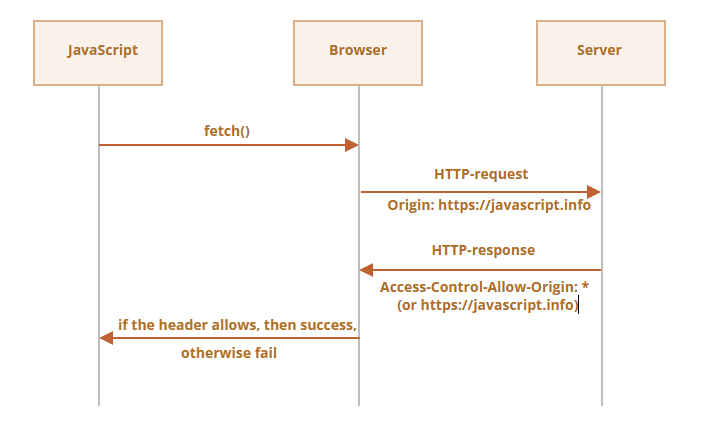 JavaScript
Browser
Server
fetch()
HTTP-request
Origin: https://javascript.info
HTTP-response
Access-Control-Allow-Origin: *
(or https://javascript.info)
if the header allows, then success,
otherwise fail